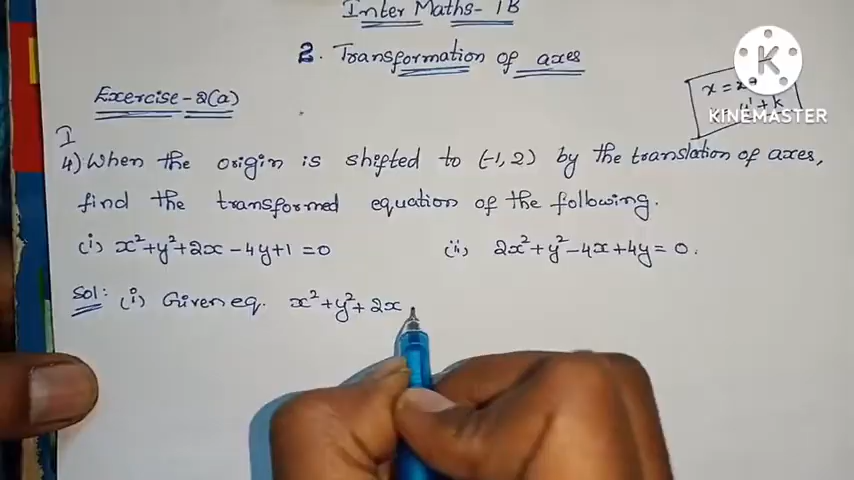 Inter Maths- 1B
2. Transformation of axes
Exercise-2(a)
x = x
y' + k
KINEMASTER
I
4) When the origin is shifted to (-1, 2) by the translation of axes,
find the transformed equation of the following.
(i) x²+y²+2x-4y+1=0 (ii) 2x²+y²-4x+4y=0.
Sol: (i) Given eq. x²+y²+2x